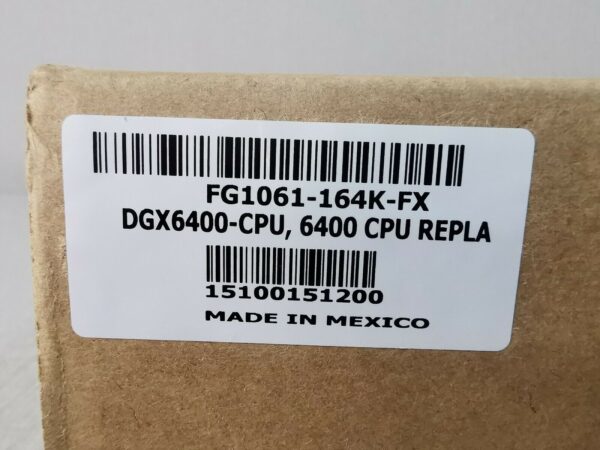 FG1061-164K-FX
DGX6400-CPU, 6400 CPU REPLA
15100151200
MADE IN MEXICO